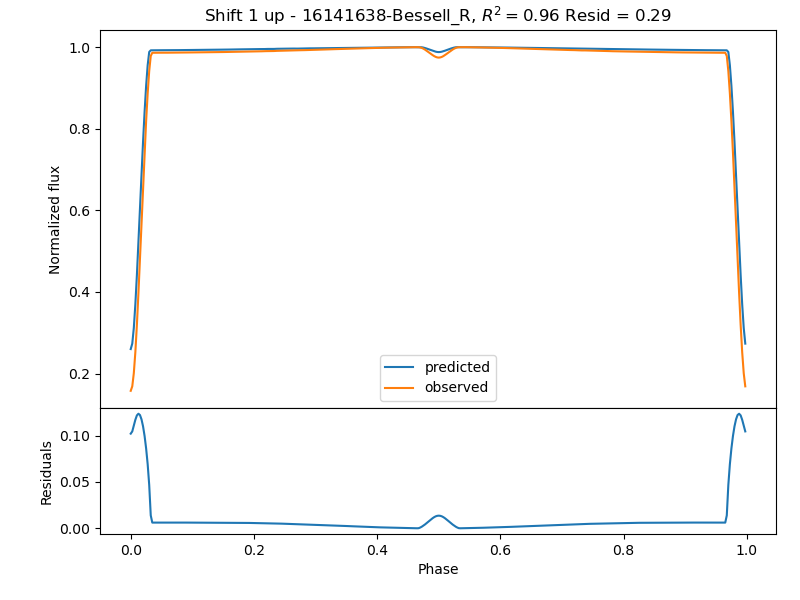 Shift 1 up - 16141638-Bessell_R, R² = 0.96 Resid = 0.29
1.0
0.8
0.6
0.4
0.2
Normalized flux
predicted
observed
0.10
0.05
0.00
Residuals
0.0 0.2 0.4 0.6 0.8 1.0
Phase